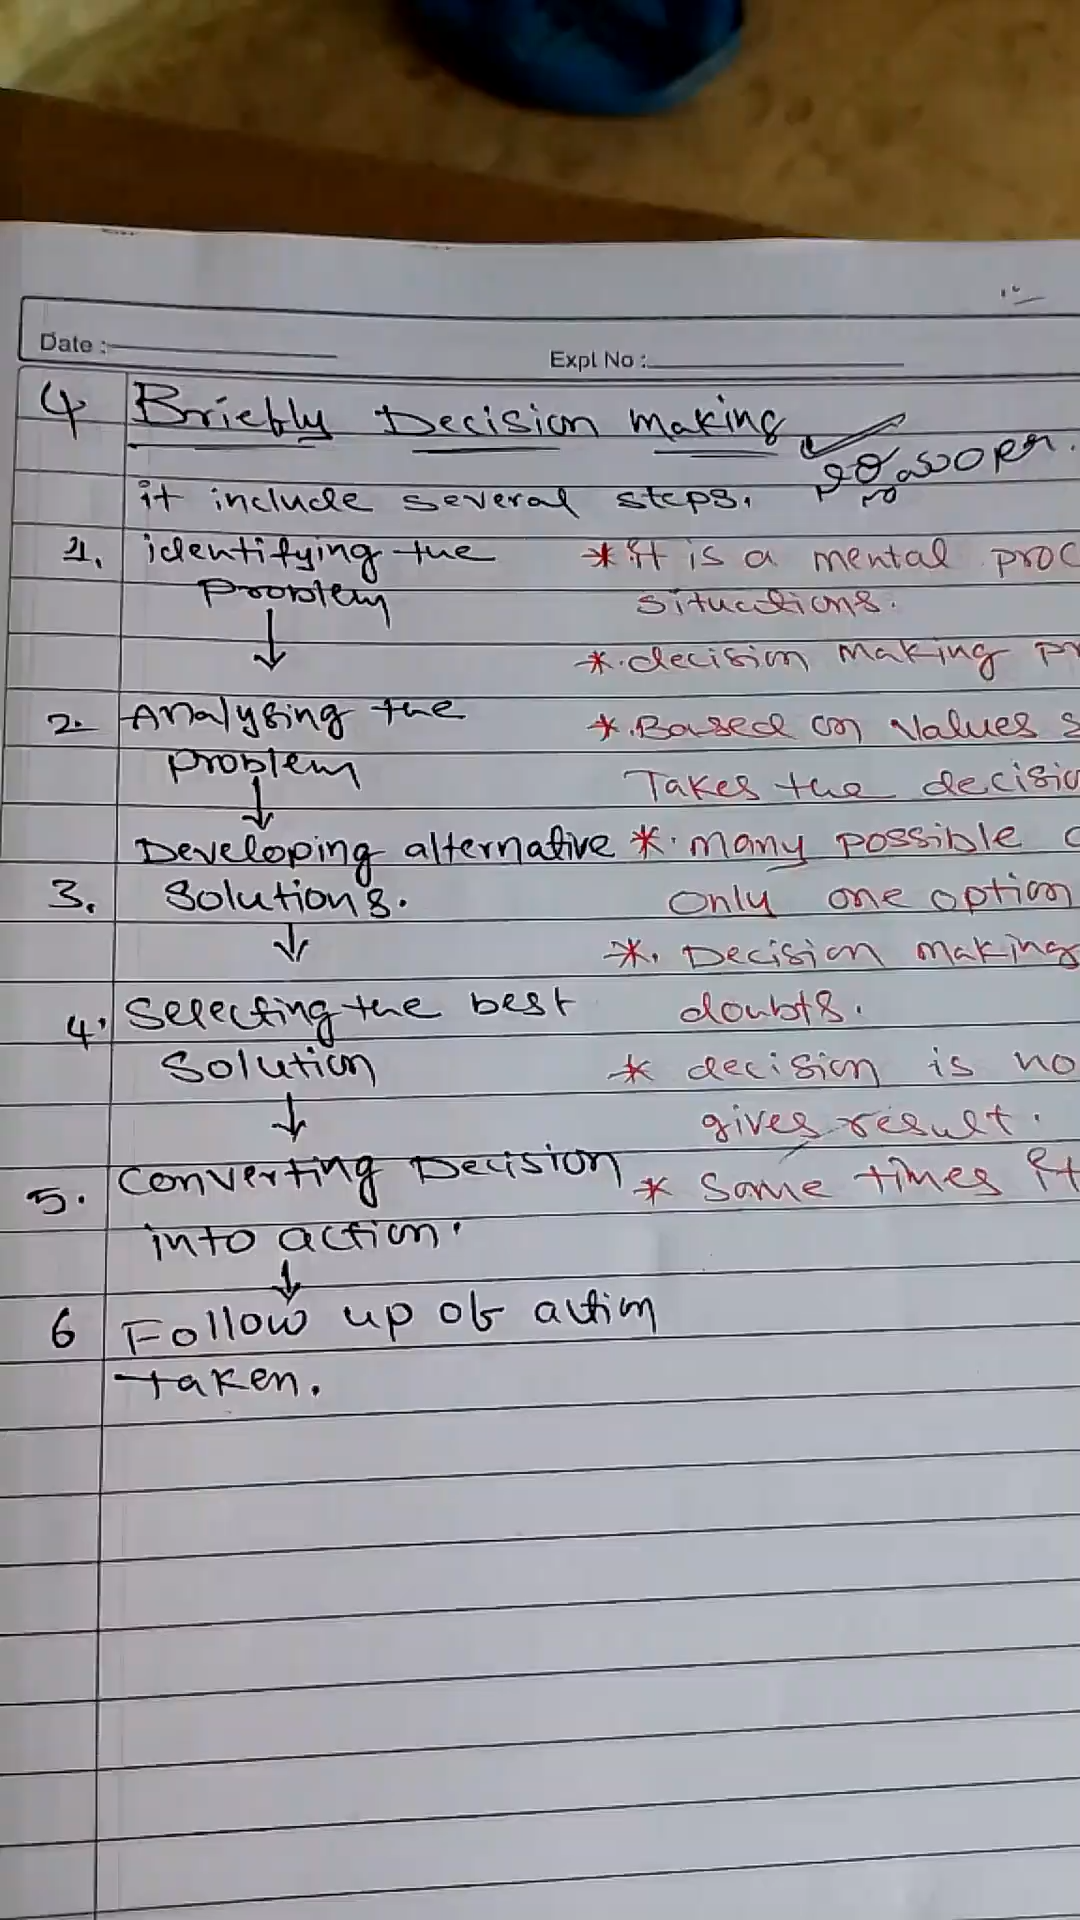 Date :
Expl No :
4 Briefly Decision making
it include several steps.
1. identifying the * it is a mental proc
Problem situations.
*. decision making pr
2. Analysing the *. Based on values s
problem Takes the decisio
Developing alternative *. many possible
3. Solutions. Only one option
*. Decision making
4. Selecting the best doubts.
Solution * decision is no
gives result.
5. Converting Decision * Some times it
into action.
6 Follow up of action
taken.